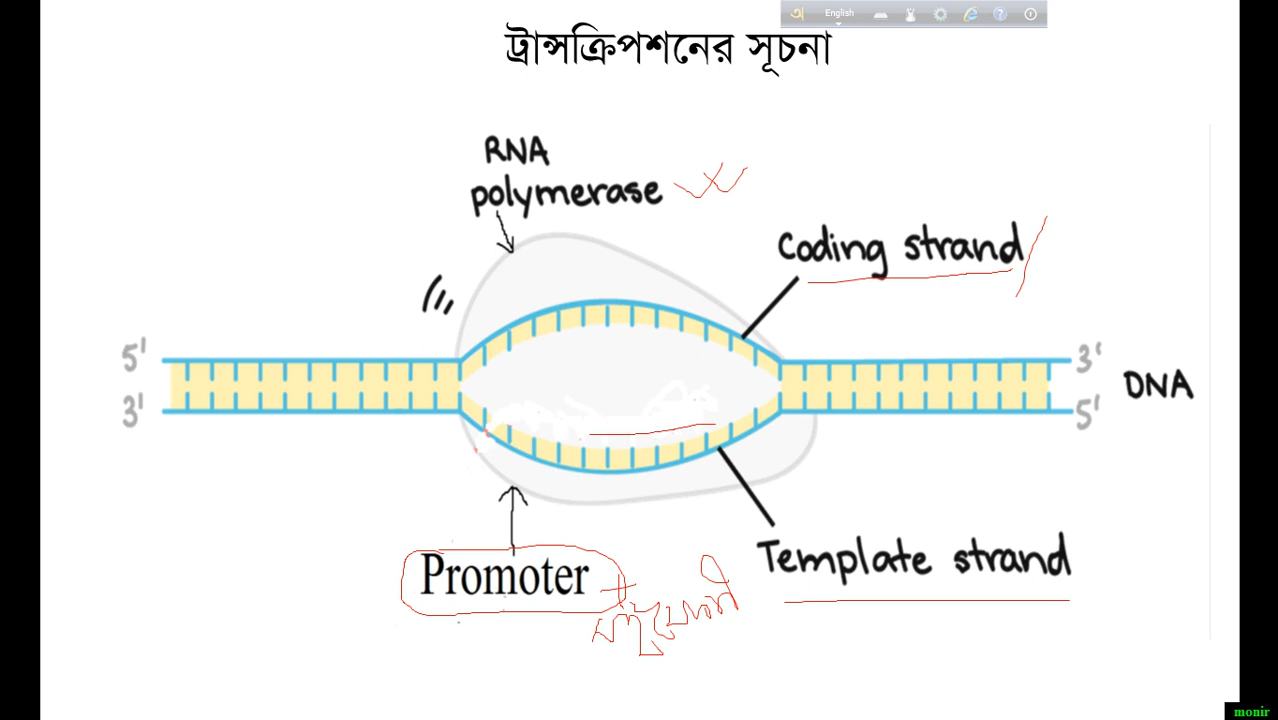 English
ট্রান্সক্রিপশনের সূচনা
RNA
polymerase
Coding strand
5'
3'
3'
5'
DNA
Promoter
Template strand
monir